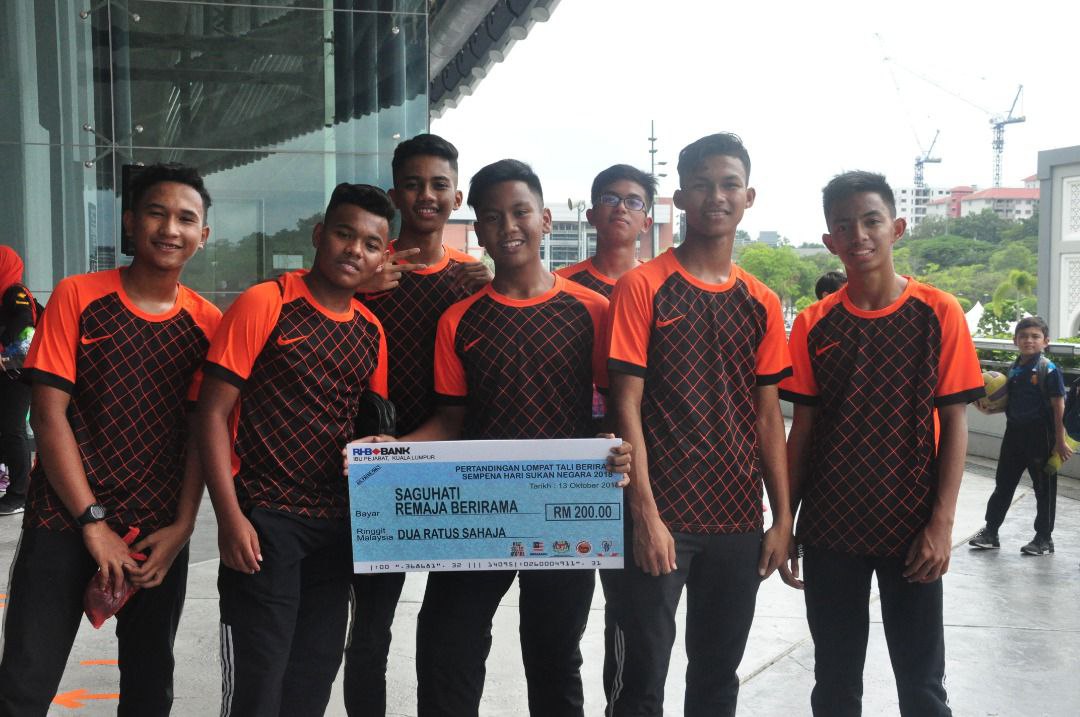 RHB BANK
IBU PEJABAT, KUALA LUMPUR
PERTANDINGAN LOMPAT TALI BERIRAMA
SEMPENA HARI SUKAN NEGARA 2018
Tarikh : 13 Oktober 201
SAGUHATI
Bayar REMAJA BERIRAMA RM 200.00
Ringgit
Malaysia DUA RATUS SAHAJA